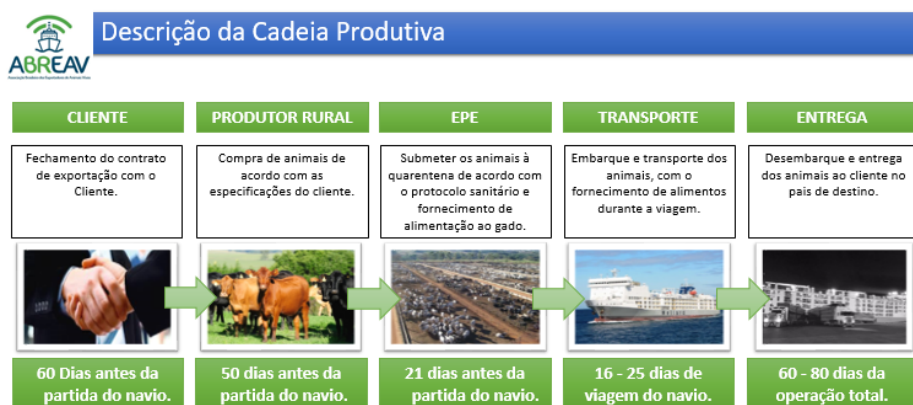 Descrição da Cadeia Produtiva
ABREAV
CLIENTE
Fechamento do contrato
de exportação com o
Cliente.
60 Dias antes da
partida do navio.
PRODUTOR RURAL
Compra de animais de
acordo com as
especificações do cliente.
50 dias antes da
partida do navio.
EPE
Submeter os animais à
quarentena de acordo com
o protocolo sanitário e
fornecimento de
alimentação ao gado.
21 dias antes da
partida do navio.
TRANSPORTE
Embarque e transporte dos
animais, com o
fornecimento de alimentos
durante a viagem.
16 - 25 dias de
viagem do navio.
ENTREGA
Desembarque e entrega
dos animais ao cliente no
pais de destino.
60 - 80 dias da
operação total.